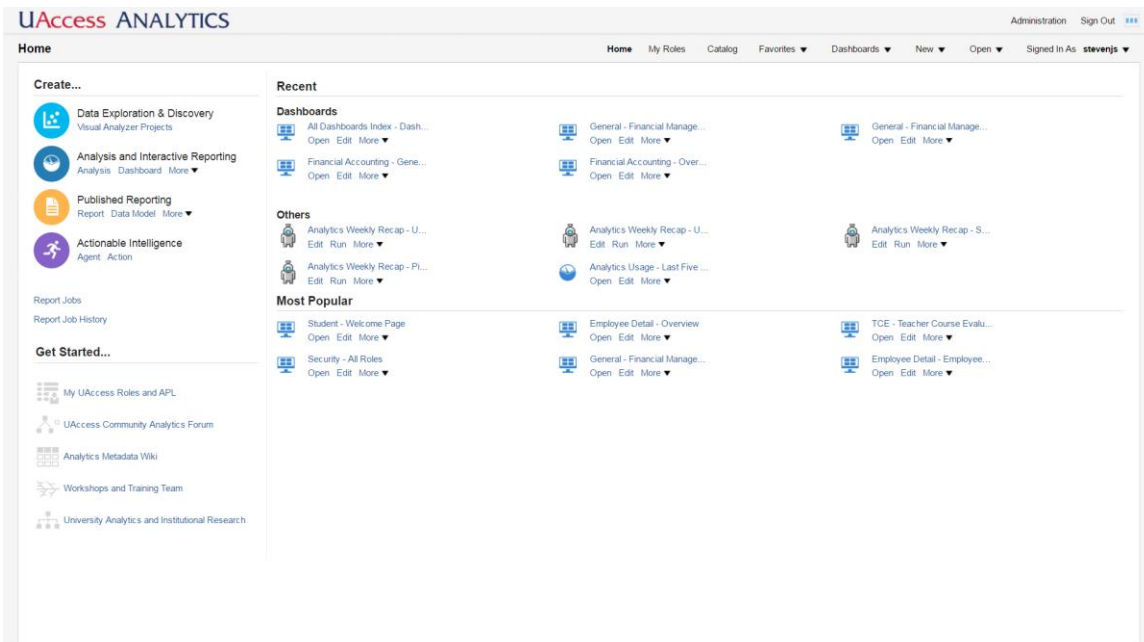 UAccess ANALYTICS
Administration Sign Out
Home
Home My Roles Catalog Favorites ▼ Dashboards ▼ New ▼ Open ▼ Signed In As stevenjs ▼
Create...
Data Exploration & Discovery
Visual Analyzer Projects
Analysis and Interactive Reporting
Analysis Dashboard More ▼
Published Reporting
Report Data Model More ▼
Actionable Intelligence
Agent Action
Report Jobs
Report Job History
Get Started...
My UAccess Roles and APL
UAccess Community Analytics Forum
Analytics Metadata Wiki
Workshops and Training Team
University Analytics and Institutional Research
Recent
Dashboards
All Dashboards Index - Dash...
Open Edit More ▼
General - Financial Manage...
Open Edit More ▼
General - Financial Manage...
Open Edit More ▼
Financial Accounting - Gene...
Open Edit More ▼
Financial Accounting - Over...
Open Edit More ▼
Others
Analytics Weekly Recap - U...
Edit Run More ▼
Analytics Weekly Recap - U...
Edit Run More ▼
Analytics Weekly Recap - S...
Edit Run More ▼
Analytics Weekly Recap - Pi...
Edit Run More ▼
Analytics Usage - Last Five ...
Open Edit More ▼
Most Popular
Student - Welcome Page
Open Edit More ▼
Employee Detail - Overview
Open Edit More ▼
TCE - Teacher Course Evalu...
Open Edit More ▼
Security - All Roles
Open Edit More ▼
General - Financial Manage...
Open Edit More ▼
Employee Detail - Employee...
Open Edit More ▼